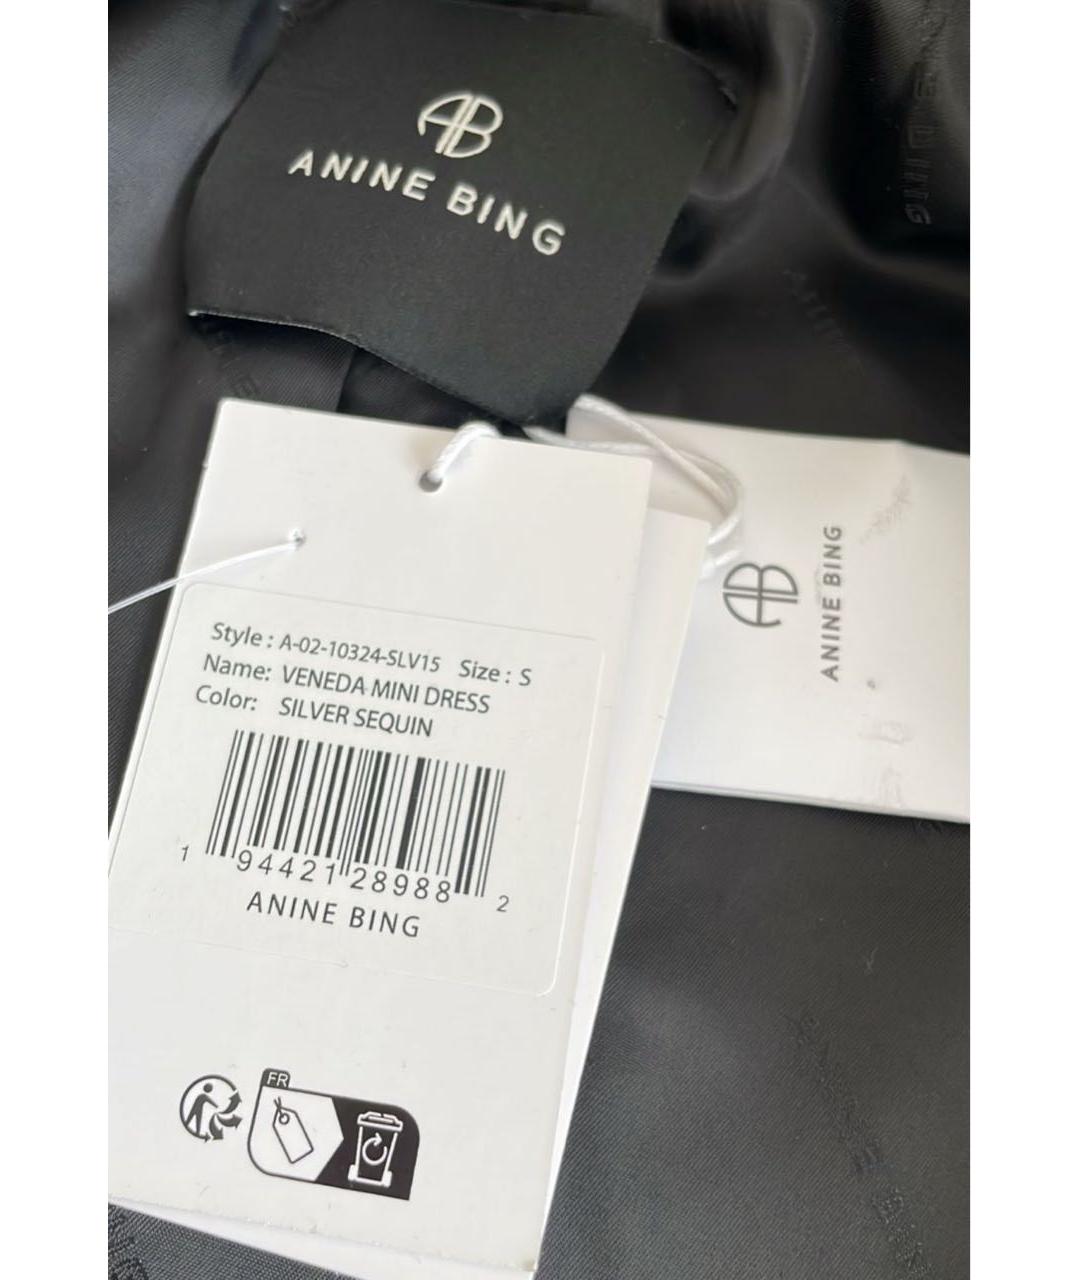 AB
ANINE BING
AB
ANINE BING
Style : A-02-10324-SLV15 Size : S
Name: VENEDA MINI DRESS
Color: SILVER SEQUIN
1 94421 28988 2
ANINE BING
FR